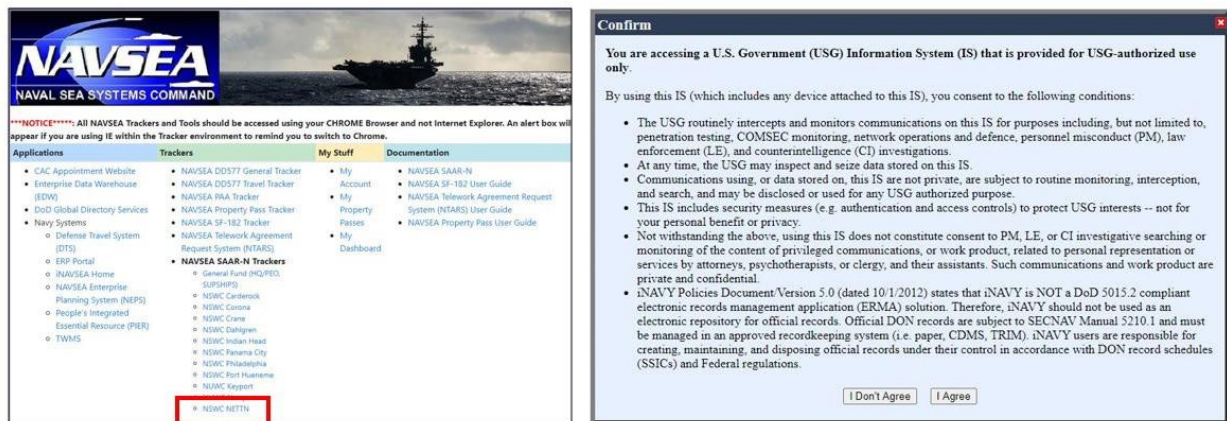 NAVSEA
NAVAL SEA SYSTEMS COMMAND
***NOTICE*****: All NAVSEA Trackers and Tools should be accessed using your CHROME Browser and not Internet Explorer. An alert box will
appear if you are using IE within the Tracker environment to remind you to switch to Chrome.
Applications
CAC Appointment Website
Enterprise Data Warehouse
(EDW)
DoD Global Directory Services
Navy Systems
Defense Travel System
(DTS)
ERP Portal
iNAVSEA Home
NAVSEA Enterprise
Planning System (NEPS)
People's Integrated
Essential Resource (PIER)
TWMS
Trackers
NAVSEA DD577 General Tracker
NAVSEA DD577 Travel Tracker
NAVSEA PAA Tracker
NAVSEA Property Pass Tracker
NAVSEA SF-182 Tracker
NAVSEA Telework Agreement
Request System (NTARS)
NAVSEA SAAR-N Trackers
General Fund (HQ/PEO,
SUPSHIPS)
NSWC Carderock
NSWC Corona
NSWC Crane
NSWC Dahlgren
NSWC Indian Head
NSWC Panama City
NSWC Philadelphia
NSWC Port Hueneme
NUWC Keyport
NSWC NETTN
My Stuff
My
Account
My
Property
Passes
My
Dashboard
Documentation
NAVSEA SAAR-N
NAVSEA SF-182 User Guide
NAVSEA Telework Agreement Request
System (NTARS) User Guide
NAVSEA Property Pass User Guide
Confirm
You are accessing a U.S. Government (USG) Information System (IS) that is provided for USG-authorized use
only.
By using this IS (which includes any device attached to this IS), you consent to the following conditions:
The USG routinely intercepts and monitors communications on this IS for purposes including, but not limited to,
penetration testing, COMSEC monitoring, network operations and defence, personnel misconduct (PM), law
enforcement (LE), and counterintelligence (CI) investigations.
At any time, the USG may inspect and seize data stored on this IS.
Communications using, or data stored on, this IS are not private, are subject to routine monitoring, interception,
and search, and may be disclosed or used for any USG authorized purpose.
This IS includes security measures (e.g. authentication and access controls) to protect USG interests -- not for
your personal benefit or privacy.
Not withstanding the above, using this IS does not constitute consent to PM, LE, or CI investigative searching or
monitoring of the content of privileged communications, or work product, related to personal representation or
services by attorneys, psychotherapists, or clergy, and their assistants. Such communications and work product are
private and confidential.
iNAVY Policies Document/Version 5.0 (dated 10/1/2012) states that iNAVY is NOT a DoD 5015.2 compliant
electronic records management application (ERMA) solution. Therefore, iNAVY should not be used as an
electronic repository for official records. Official DON records are subject to SECNAV Manual 5210.1 and must
be managed in an approved recordkeeping system (i.e. paper, CDMS, TRIM). iNAVY users are responsible for
creating, maintaining, and disposing official records under their control in accordance with DON record schedules
(SSICs) and Federal regulations.
I Don't Agree
I Agree